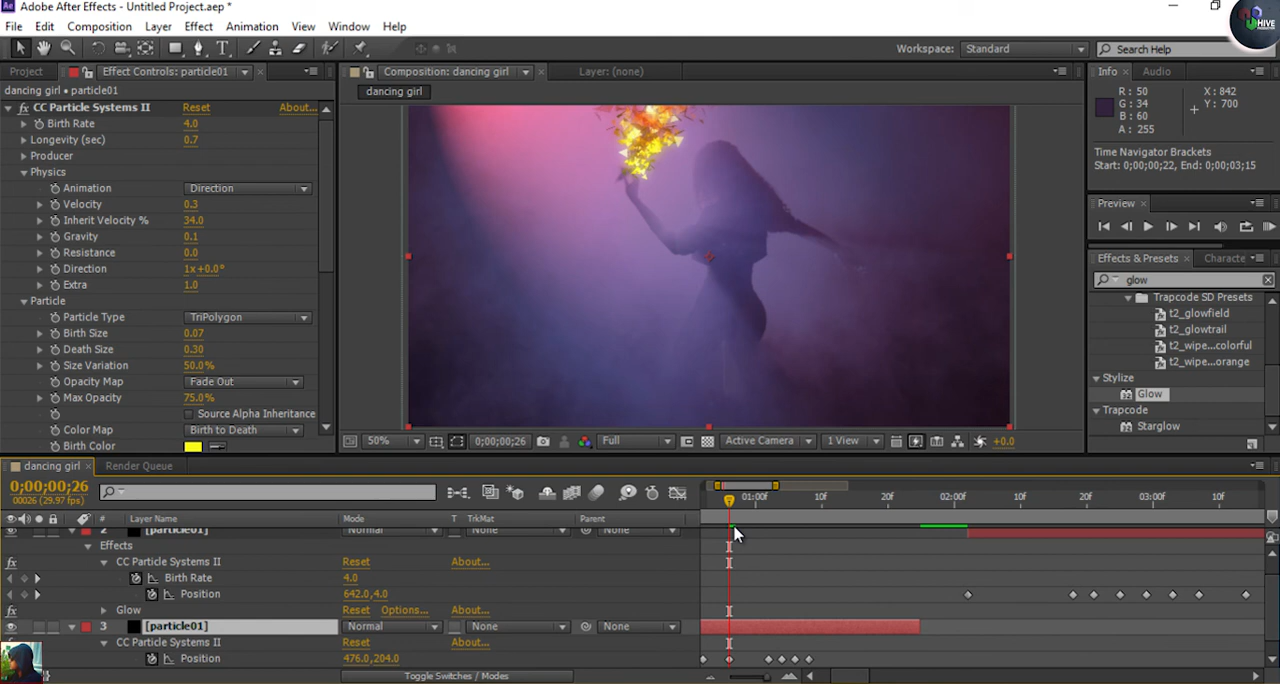 Adobe After Effects - Untitled Project.aep *
HIVE
File Edit Composition Layer Effect Animation View Window Help
Workspace: Standard Search Help
Project Effect Controls: particle01 Composition: dancing girl Layer: (none) Info Audio
dancing girl • particle01 dancing girl
R: 50 X: 842
G: 34 Y: 700
B: 60
A: 255
CC Particle Systems II Reset About...
Birth Rate 4.0
Longevity (sec) 0.7
Producer
Physics
Animation Direction
Velocity 0.3
Inherit Velocity % 34.0
Gravity 0.1
Resistance 0.0
Direction 1x+0.0°
Extra 1.0
Particle
Particle Type TriPolygon
Birth Size 0.07
Death Size 0.30
Size Variation 50.0%
Opacity Map Fade Out
Max Opacity 75.0%
Source Alpha Inheritance
Color Map Birth to Death
Birth Color
Time Navigator Brackets
Start: 0;00;00;22, End: 0;00;03;15
Preview
Effects & Presets Characte
glow
Trapcode SD Presets
t2_glowfield
t2_glowtrail
t2_wipe...colorful
t2_wipe...orange
Stylize
Glow
Trapcode
Starglow
50% 0;00;00;26 Full Active Camera 1 View +0.0
dancing girl Render Queue
0;00;00;26
00026 (29.97 fps)
01:00f 10f 20f 02:00f 10f 20f 03:00f 10f
# Layer Name Mode T TrkMat Parent
2 [particle01] Normal None None
Effects
CC Particle Systems II Reset About...
Birth Rate 4.0
Position 642.0,4.0
Glow Reset Options... About...
3 [particle01] Normal None None
CC Particle Systems II Reset About...
Position 476.0,204.0
Toggle Switches / Modes